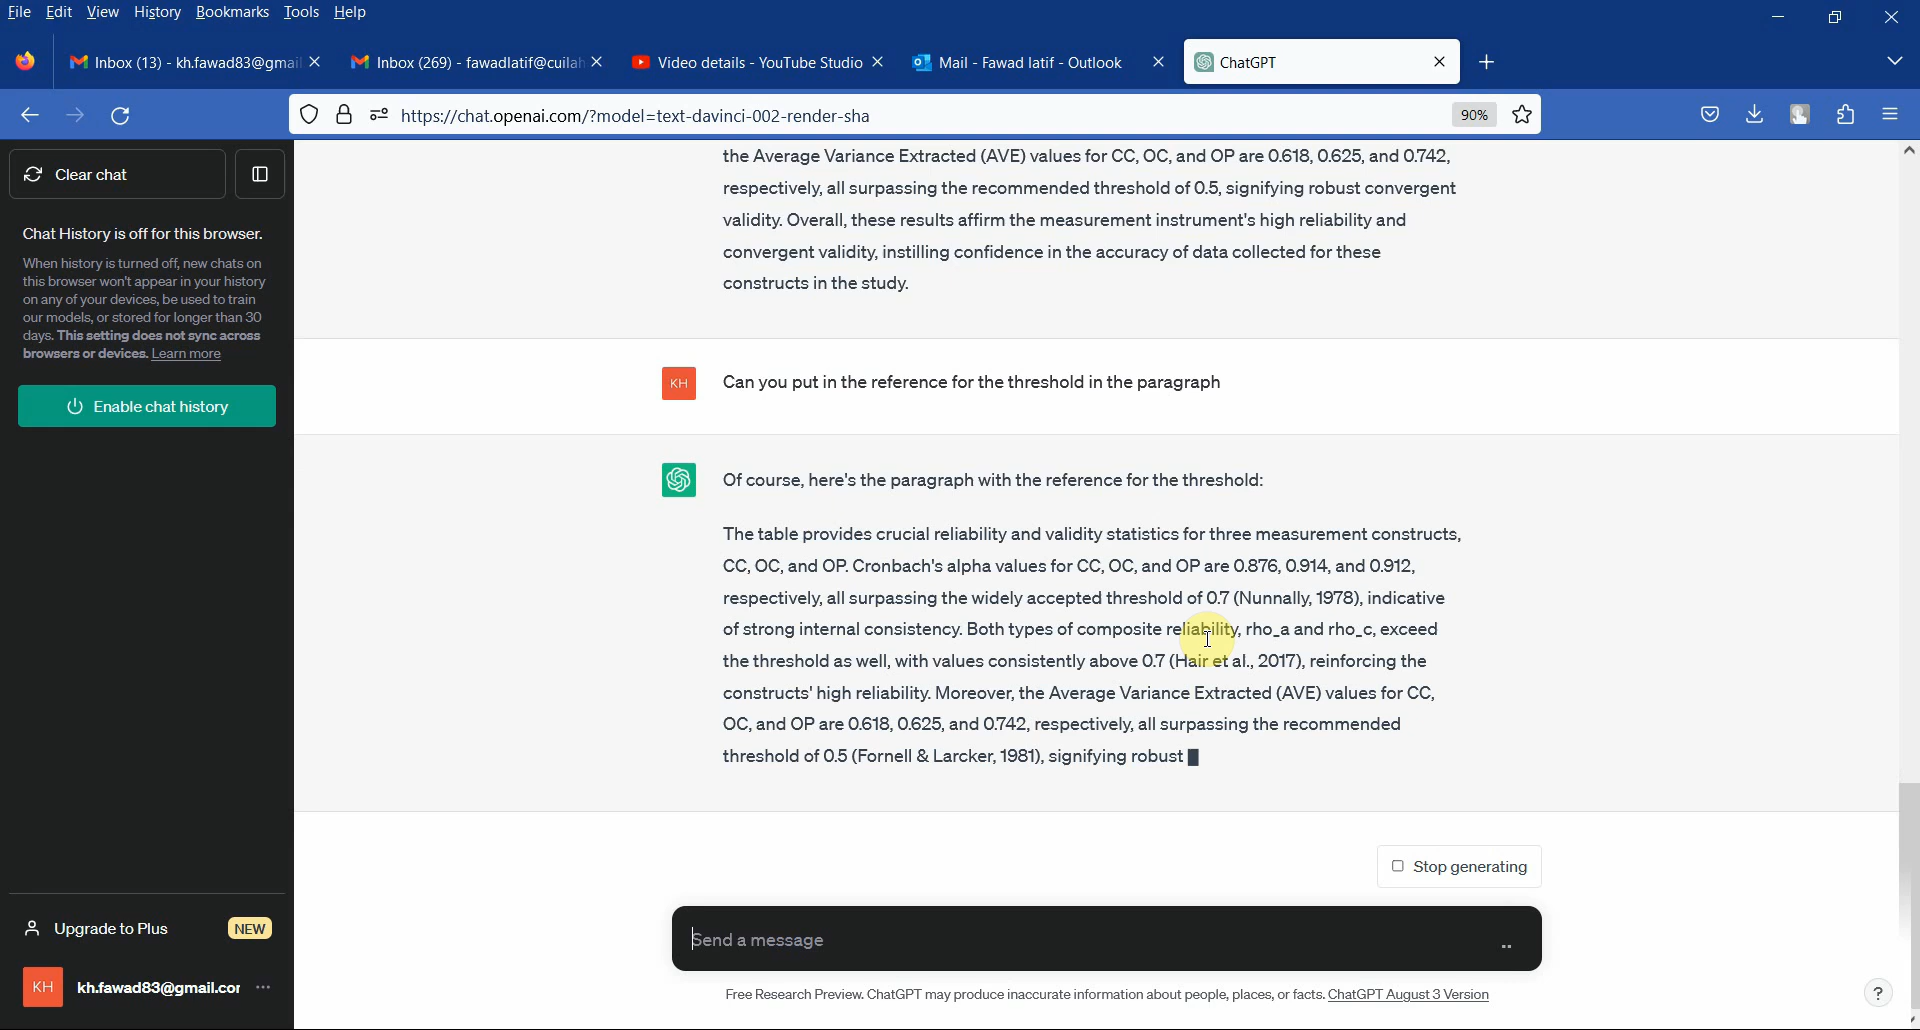 File Edit View History Bookmarks Tools Help
Inbox (13) - kh.fawad83@gmai
Inbox (269) - fawadlatif@cuilah
Video details - YouTube Studio
Mail - Fawad latif - Outlook
ChatGPT
https://chat.openai.com/?model=text-davinci-002-render-sha
90%
Clear chat
Chat History is off for this browser.
When history is turned off, new chats on
this browser won't appear in your history
on any of your devices, be used to train
our models, or stored for longer than 30
days. This setting does not sync across
browsers or devices. Learn more
Enable chat history
Upgrade to Plus NEW
KH kh.fawad83@gmail.cor ...
the Average Variance Extracted (AVE) values for CC, OC, and OP are 0.618, 0.625, and 0.742,
respectively, all surpassing the recommended threshold of 0.5, signifying robust convergent
validity. Overall, these results affirm the measurement instrument's high reliability and
convergent validity, instilling confidence in the accuracy of data collected for these
constructs in the study.
KH Can you put in the reference for the threshold in the paragraph
Of course, here's the paragraph with the reference for the threshold:
The table provides crucial reliability and validity statistics for three measurement constructs,
CC, OC, and OP. Cronbach's alpha values for CC, OC, and OP are 0.876, 0.914, and 0.912,
respectively, all surpassing the widely accepted threshold of 0.7 (Nunnally, 1978), indicative
of strong internal consistency. Both types of composite reliability, rho_a and rho_c, exceed
the threshold as well, with values consistently above 0.7 (Hair et al., 2017), reinforcing the
constructs' high reliability. Moreover, the Average Variance Extracted (AVE) values for CC,
OC, and OP are 0.618, 0.625, and 0.742, respectively, all surpassing the recommended
threshold of 0.5 (Fornell & Larcker, 1981), signifying robust
Stop generating
Send a message
Free Research Preview. ChatGPT may produce inaccurate information about people, places, or facts. ChatGPT August 3 Version
?